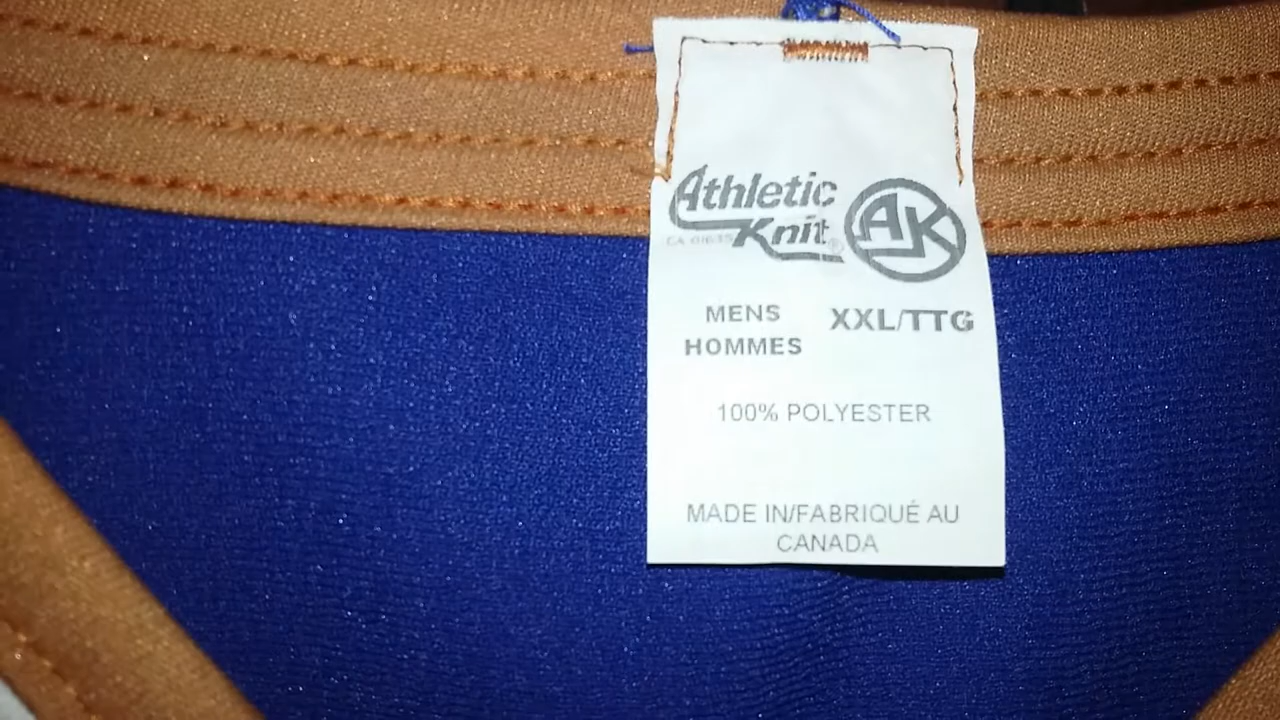 Athletic
Knit®
AK
MENS XXL/TTG
HOMMES
100% POLYESTER
MADE IN/FABRIQUÉ AU
CANADA